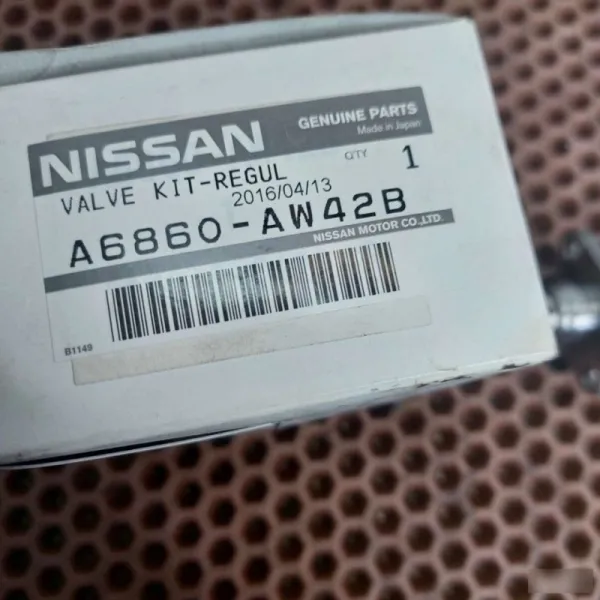 NISSAN
GENUINE PARTS
Made in Japan
VALVE KIT-REGUL
QTY 1
2016/04/13
A6860-AW42B
NISSAN MOTOR CO.,LTD.
B1149